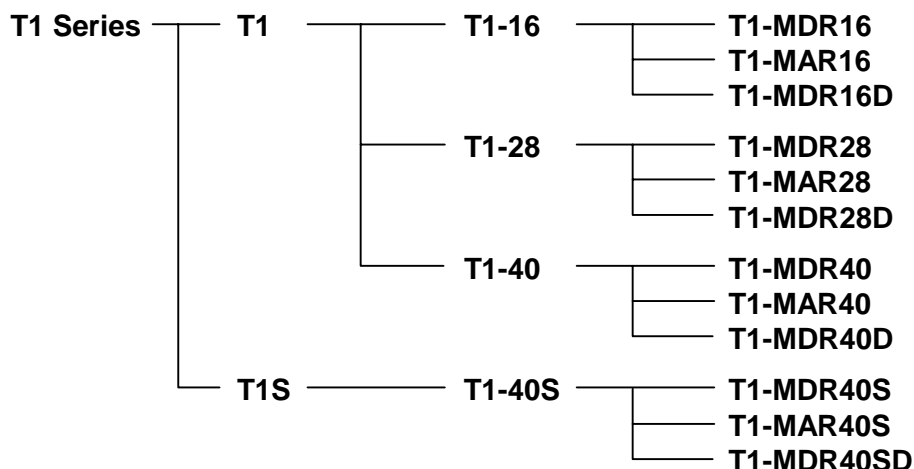 T1 Series T1 T1-16 T1-MDR16
T1-MAR16
T1-MDR16D
T1-28 T1-MDR28
T1-MAR28
T1-MDR28D
T1-40 T1-MDR40
T1-MAR40
T1-MDR40D
T1S T1-40S T1-MDR40S
T1-MAR40S
T1-MDR40SD